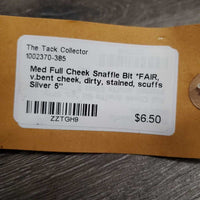 The Tack Collector
1002370-385
Med Full Cheek Snaffle Bit *FAIR,
v.bent cheek, dirty, stained, scuffs
Silver 5"
ZZTGH9
$6.50